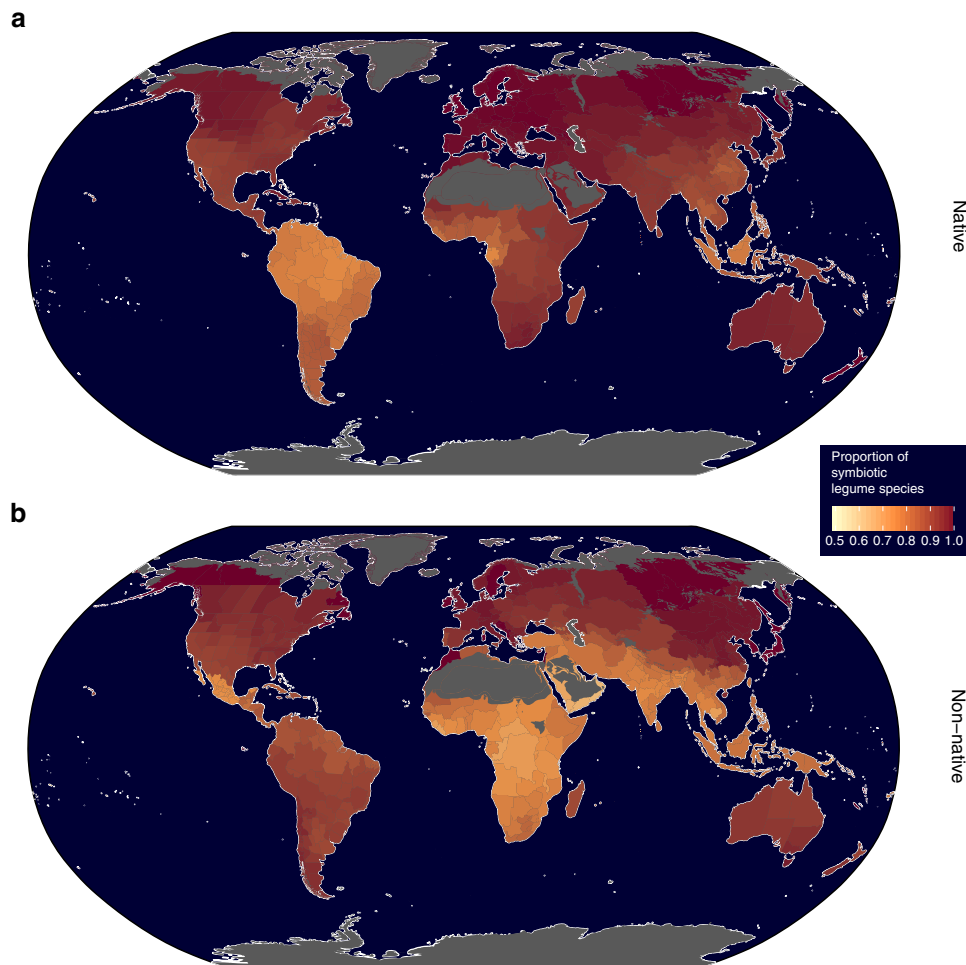 a
Native
Proportion of
symbiotic
legume species
0.5 0.6 0.7 0.8 0.9 1.0
b
Non–native